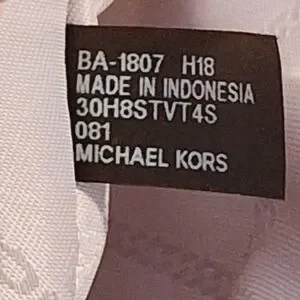 BA-1807 H18
MADE IN INDONESIA
30H8STVT4S
081
MICHAEL KORS